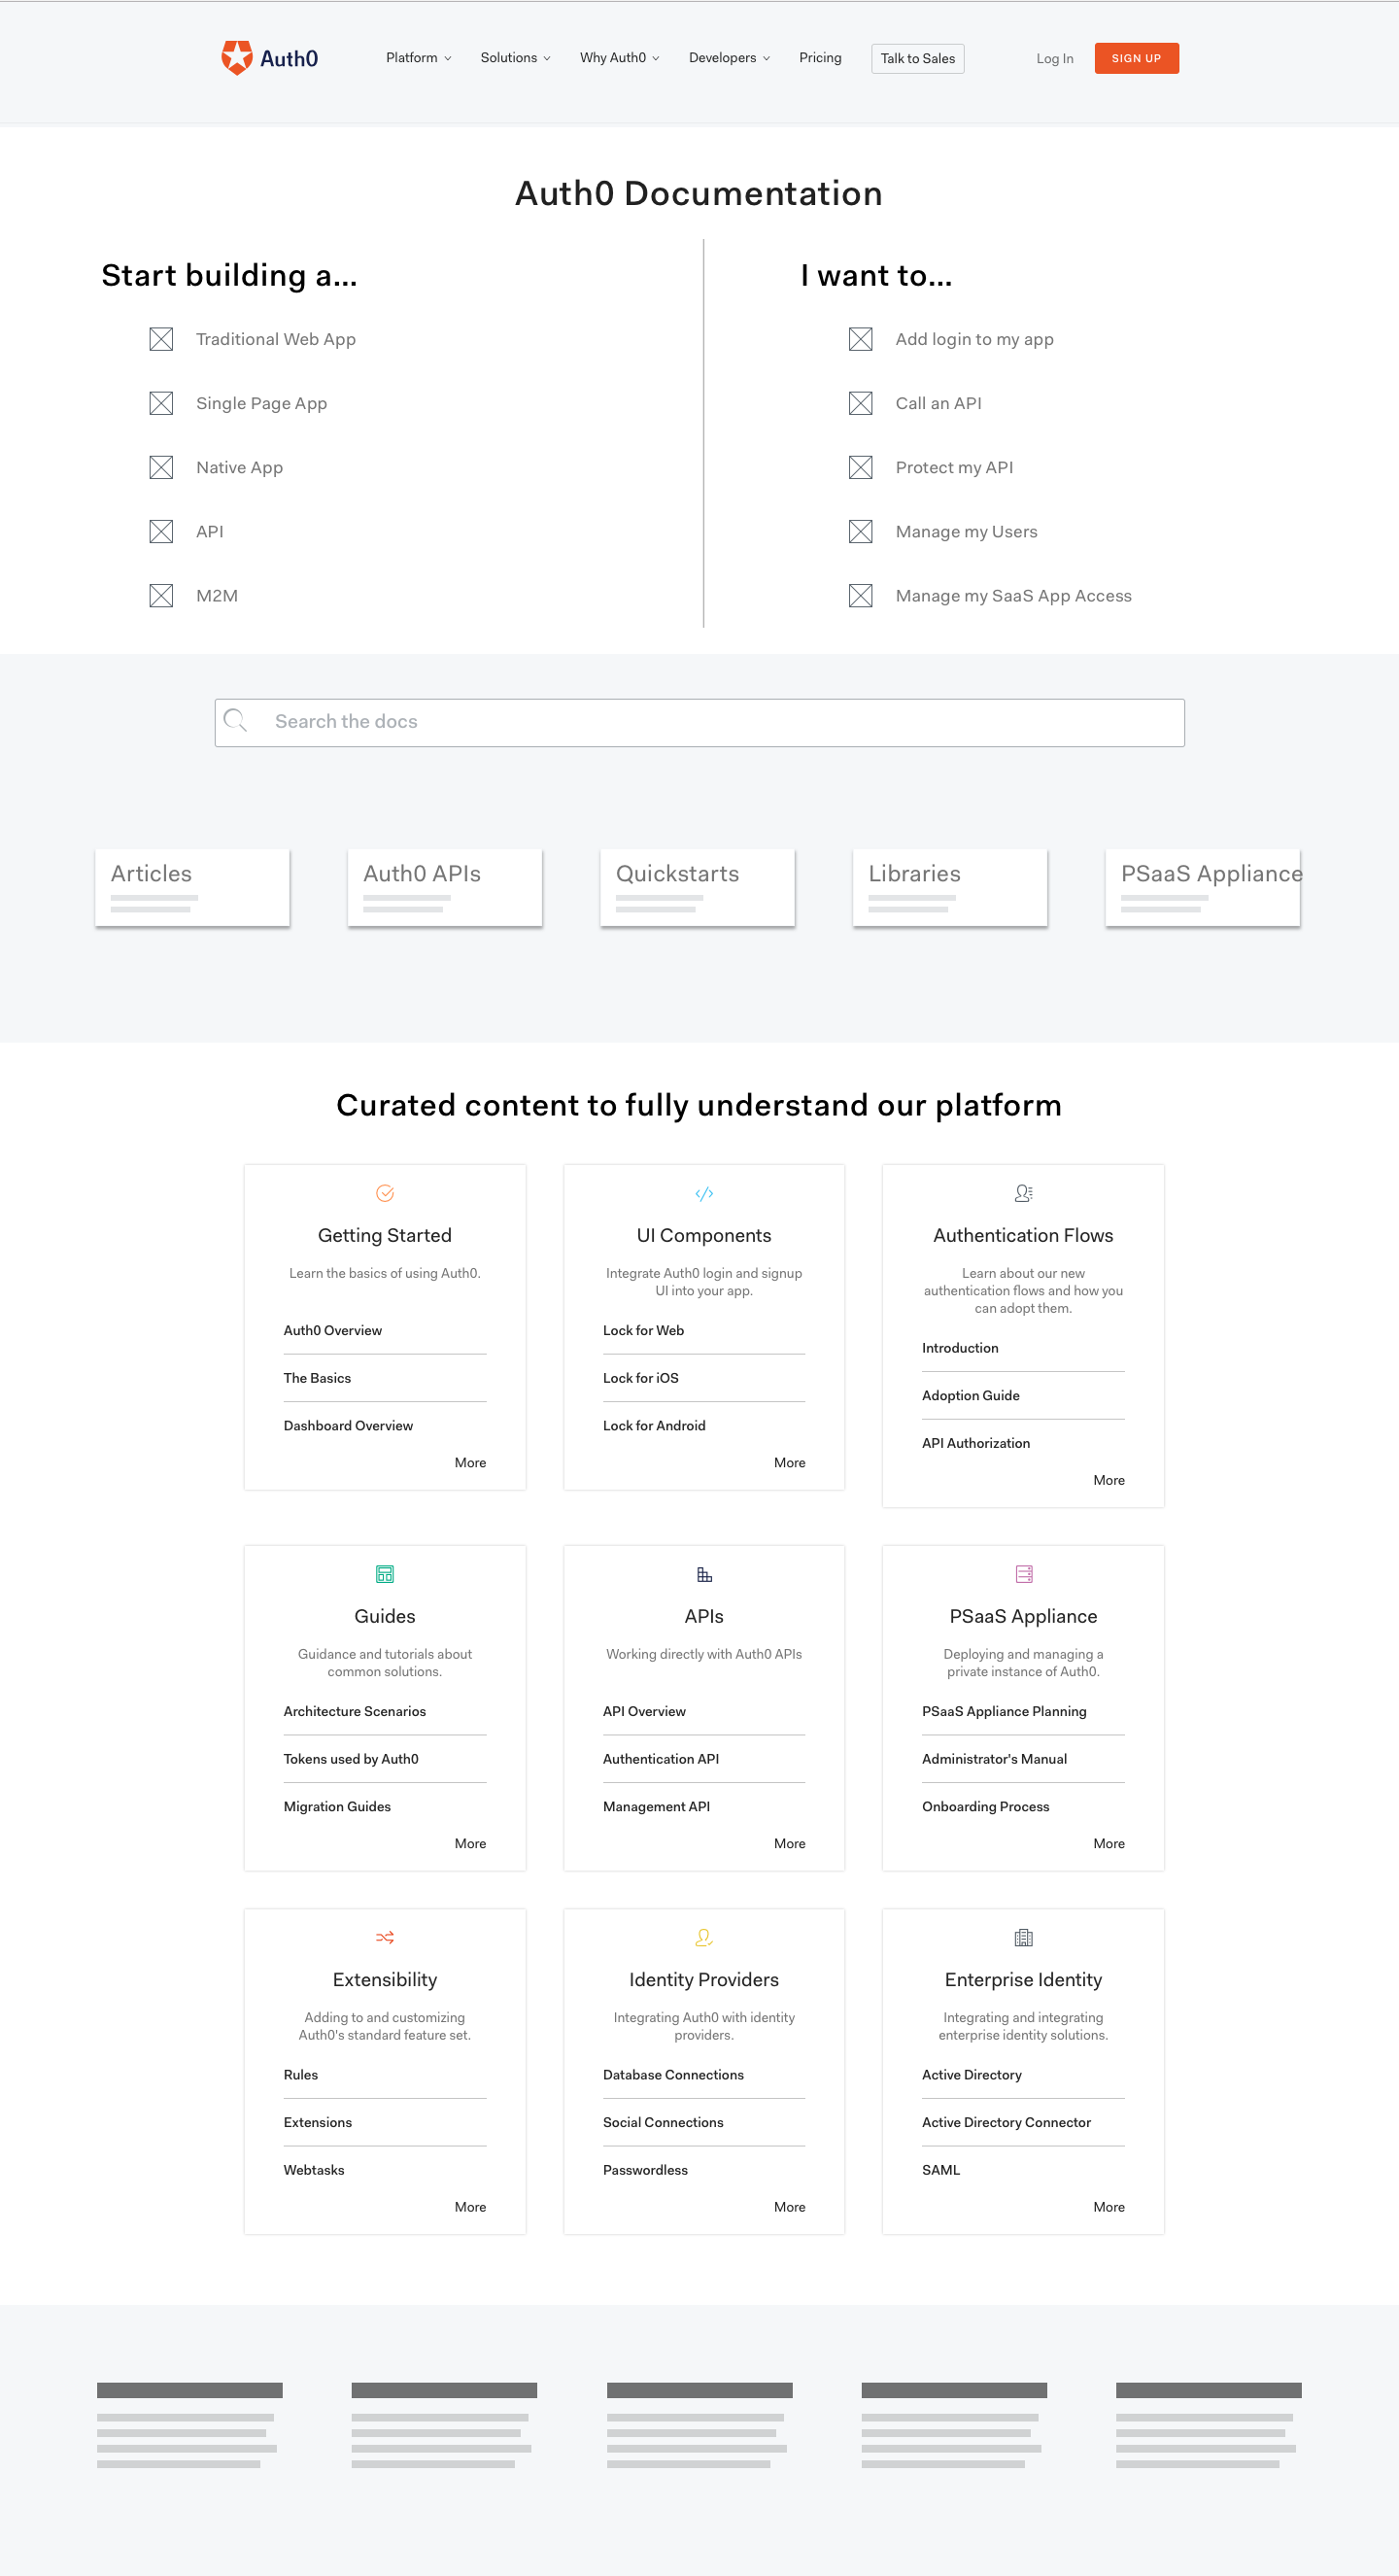 Auth0
Platform
Solutions
Why Auth0
Developers
Pricing
Talk to Sales
Log In
SIGN UP
Auth0 Documentation
Start building a...
Traditional Web App
Single Page App
Native App
API
M2M
I want to...
Add login to my app
Call an API
Protect my API
Manage my Users
Manage my SaaS App Access
Search the docs
Articles
Auth0 APIs
Quickstarts
Libraries
PSaaS Appliance
Curated content to fully understand our platform
Getting Started
Learn the basics of using Auth0.
Auth0 Overview
The Basics
Dashboard Overview
More
UI Components
Integrate Auth0 login and signup
UI into your app.
Lock for Web
Lock for iOS
Lock for Android
More
Authentication Flows
Learn about our new
authentication flows and how you
can adopt them.
Introduction
Adoption Guide
API Authorization
More
Guides
Guidance and tutorials about
common solutions.
Architecture Scenarios
Tokens used by Auth0
Migration Guides
More
APIs
Working directly with Auth0 APIs
API Overview
Authentication API
Management API
More
PSaaS Appliance
Deploying and managing a
private instance of Auth0.
PSaaS Appliance Planning
Administrator's Manual
Onboarding Process
More
Extensibility
Adding to and customizing
Auth0's standard feature set.
Rules
Extensions
Webtasks
More
Identity Providers
Integrating Auth0 with identity
providers.
Database Connections
Social Connections
Passwordless
More
Enterprise Identity
Integrating and integrating
enterprise identity solutions.
Active Directory
Active Directory Connector
SAML
More